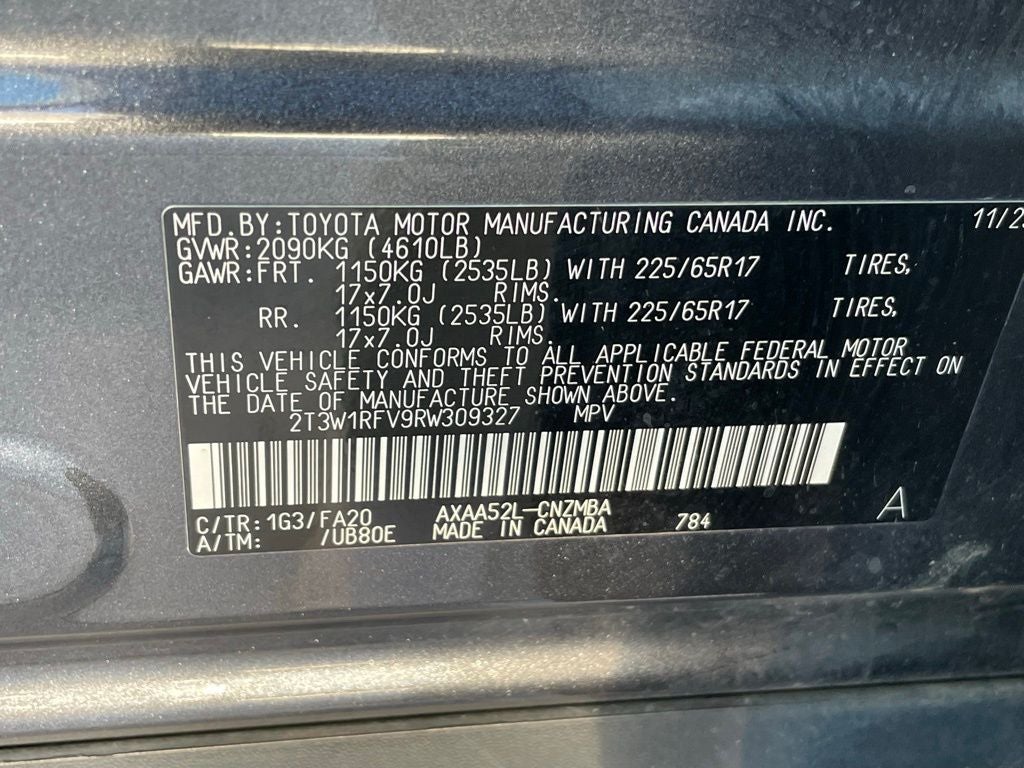 MFD.BY:TOYOTA MOTOR MANUFACTURING CANADA INC. 11/2
GVWR:2090KG (4610LB)
GAWR:FRT. 1150KG (2535LB) WITH 225/65R17 TIRES,
17x7.0J RIMS.
RR. 1150KG (2535LB) WITH 225/65R17 TIRES,
17x7.0J RIMS.
THIS VEHICLE CONFORMS TO ALL APPLICABLE FEDERAL MOTOR
VEHICLE SAFETY AND THEFT PREVENTION STANDARDS IN EFFECT ON
THE DATE OF MANUFACTURE SHOWN ABOVE.
2T3W1RFV9RW309327 MPV
C/TR:1G3/FA20 AXAA52L-CNZMBA 784 A
A/TM: /UB80E MADE IN CANADA